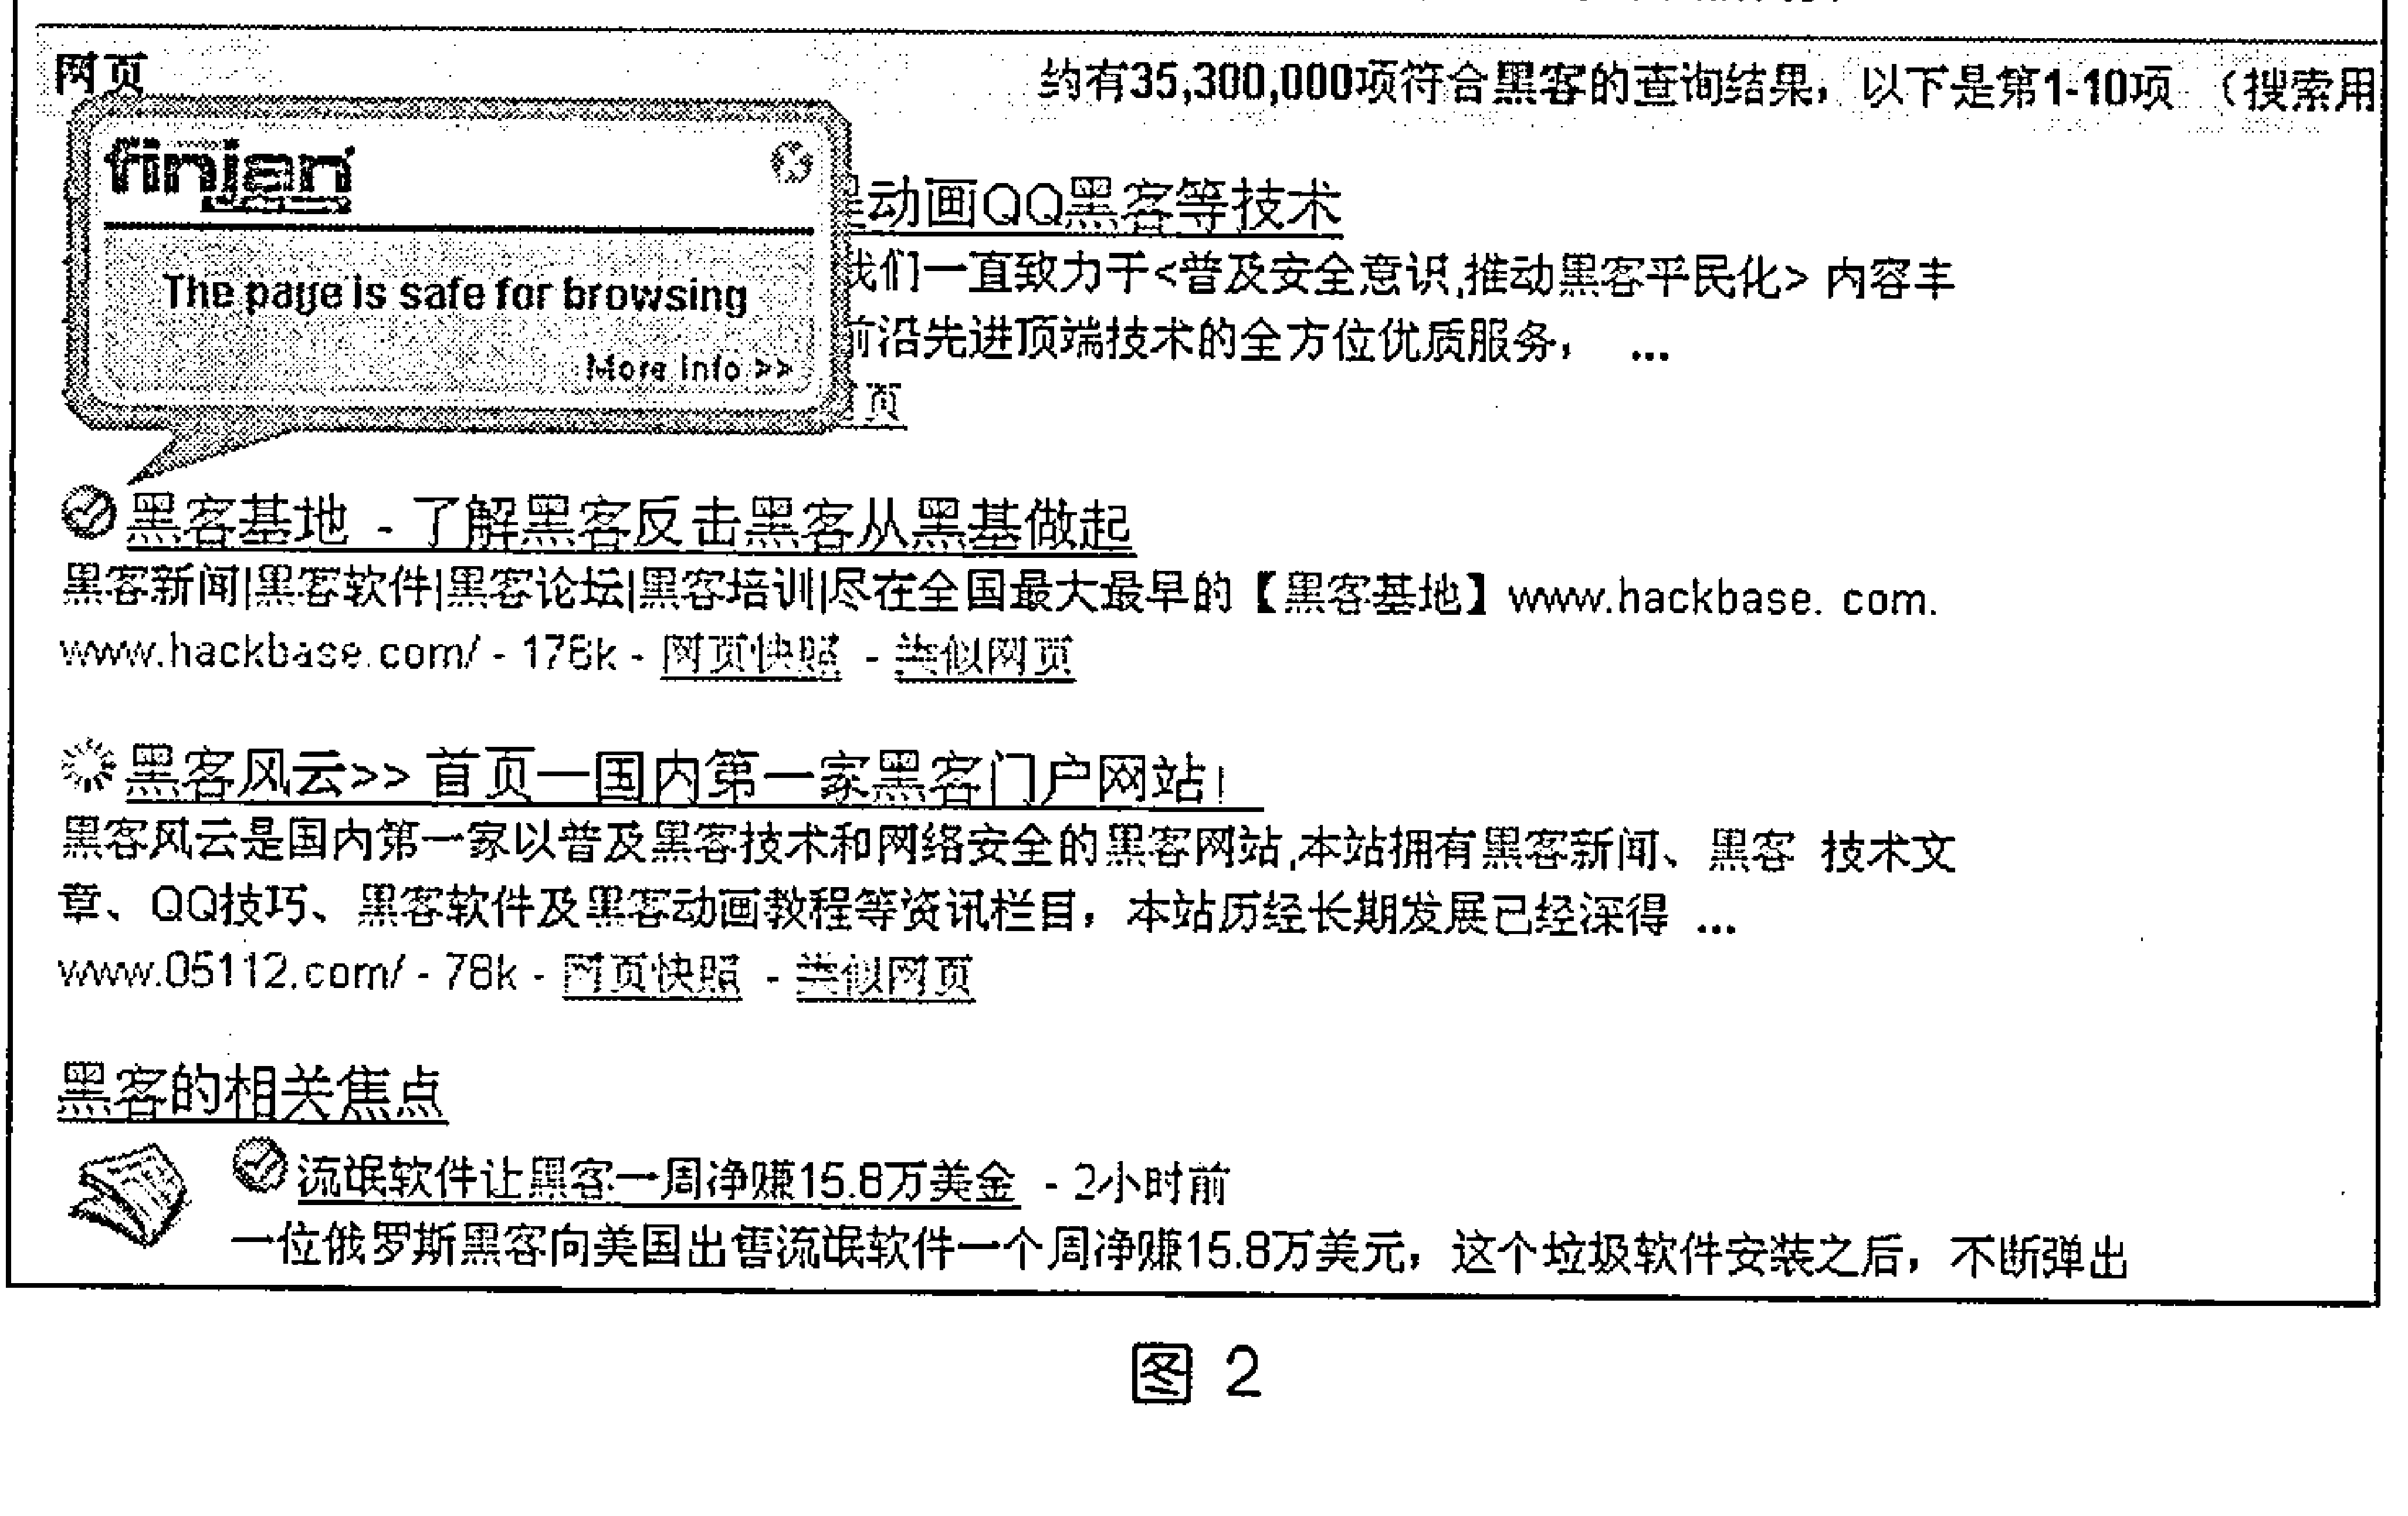 网页
约有35,300,000项符合黑客的查询结果，以下是第1-10项 （搜索用
finjan
动画QQ黑客等技术
The page is safe for browsing
我们一直致力于<普及安全意识,推动黑客平民化> 内容丰
前沿先进顶端技术的全方位优质服务， ...
More Info >>
页
黑客基地 - 了解黑客反击黑客从黑基做起
黑客新闻|黑客软件|黑客论坛|黑客培训|尽在全国最大最早的【黑客基地】www.hackbase. com.
www.hackbase.com/ - 178k - 网页快照 - 类似网页
黑客风云>> 首页—国内第一家黑客门户网站!
黑客风云是国内第一家以普及黑客技术和网络安全的黑客网站,本站拥有黑客新闻、黑客 技术文
章、QQ技巧、黑客软件及黑客动画教程等资讯栏目，本站历经长期发展已经深得 ...
www.05112.com/ - 78k - 网页快照 - 类似网页
黑客的相关焦点
流氓软件让黑客一周净赚15.8万美金 - 2小时前
一位俄罗斯黑客向美国出售流氓软件一个周净赚15.8万美元，这个垃圾软件安装之后，不断弹出
图 2